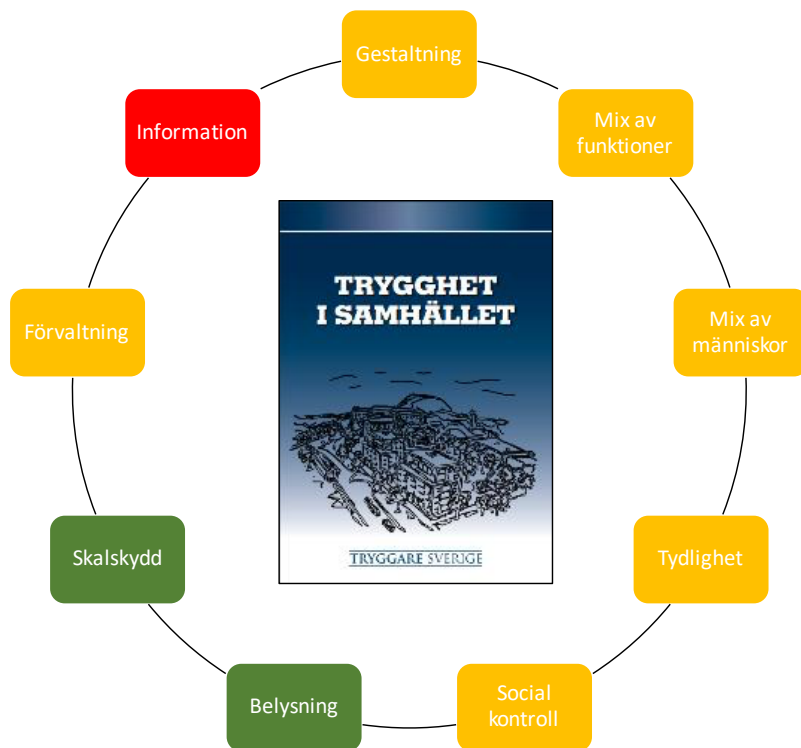 Gestaltning
Mix av
funktioner
Mix av
människor
Tydlighet
Social
kontroll
Belysning
Skalskydd
Förvaltning
Information
TRYGGHET
I SAMHÄLLET
TRYGGARE SVERIGE